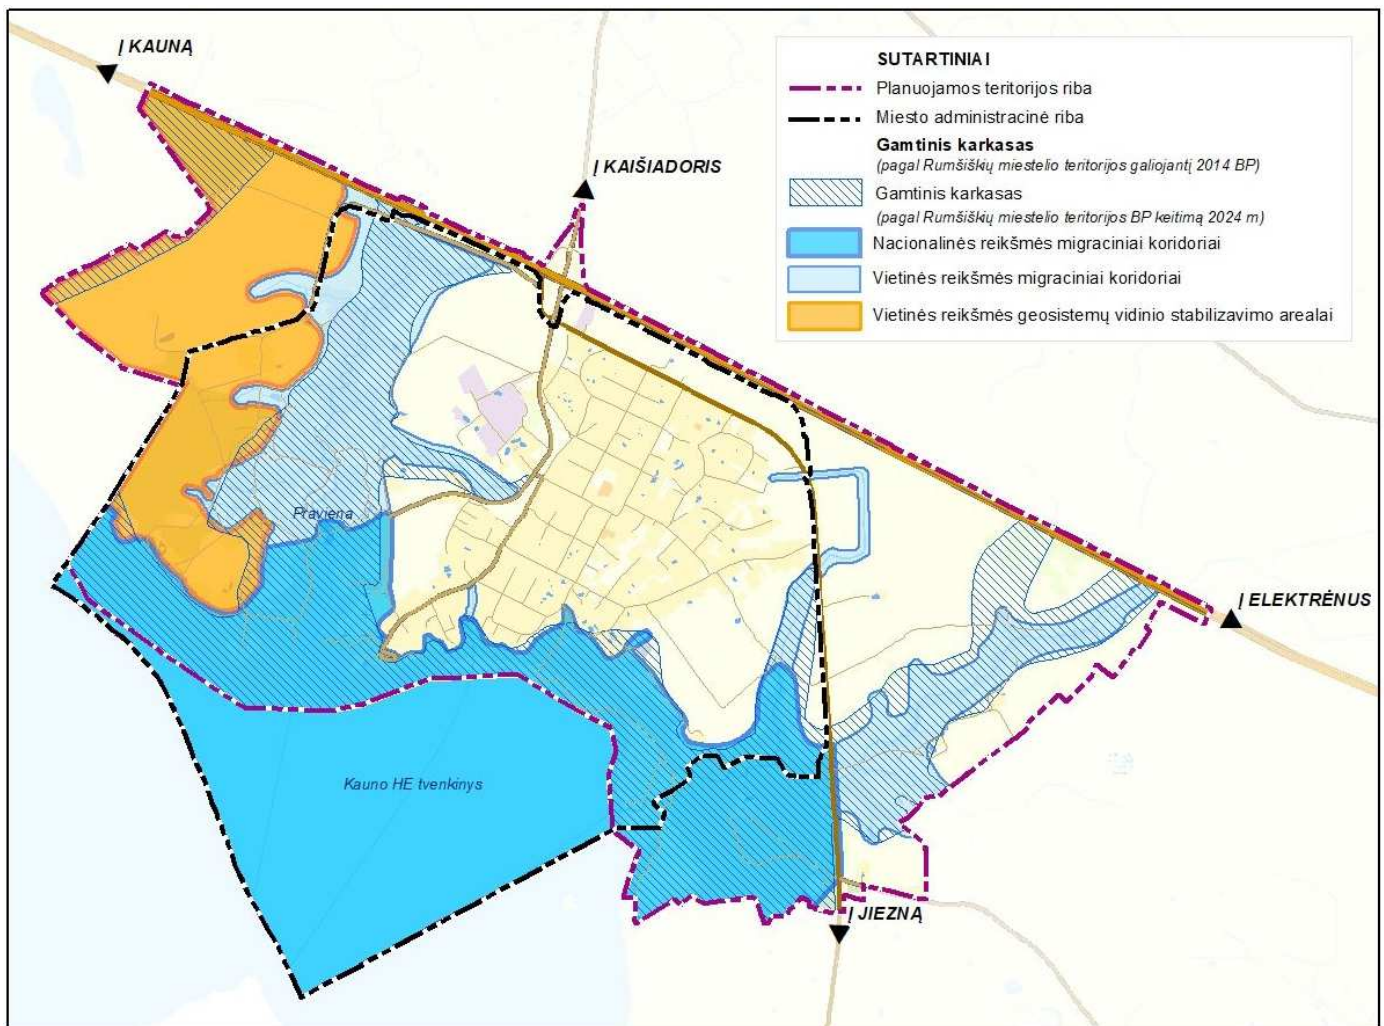 Į KAUNĄ
SUTARTINIAI
Planuojamos teritorijos riba
Miesto administracinė riba
Gamtinis karkasas
(pagal Rumšiškių miestelio teritorijos galiojantį 2014 BP)
Gamtinis karkasas
(pagal Rumšiškių miestelio teritorijos BP keitimą 2024 m)
Nacionalinės reikšmės migraciniai koridoriai
Vietinės reikšmės migraciniai koridoriai
Vietinės reikšmės geosistemų vidinio stabilizavimo arealai
Į KAIŠIADORIS
Praviena
Į ELEKTRĖNUS
Kauno HE tvenkinys
Į JIEZNĄ